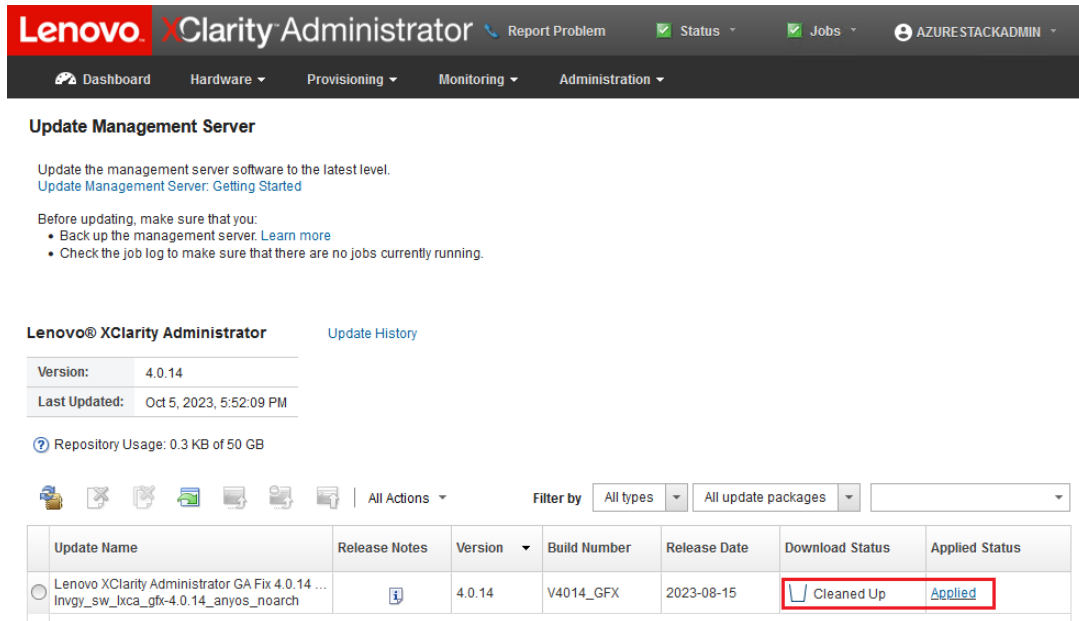 Lenovo. XClarity Administrator Report Problem Status Jobs AZURESTACKADMIN
Dashboard Hardware Provisioning Monitoring Administration
Update Management Server
Update the management server software to the latest level.
Update Management Server: Getting Started
Before updating, make sure that you:
• Back up the management server. Learn more
• Check the job log to make sure that there are no jobs currently running.
Lenovo® XClarity Administrator Update History
Version: 4.0.14
Last Updated: Oct 5, 2023, 5:52:09 PM
? Repository Usage: 0.3 KB of 50 GB
All Actions Filter by All types All update packages
Update Name Release Notes Version Build Number Release Date Download Status Applied Status
Lenovo XClarity Administrator GA Fix 4.0.14 ...
lnvgy_sw_lxca_gfx-4.0.14_anyos_noarch 4.0.14 V4014_GFX 2023-08-15 Cleaned Up Applied